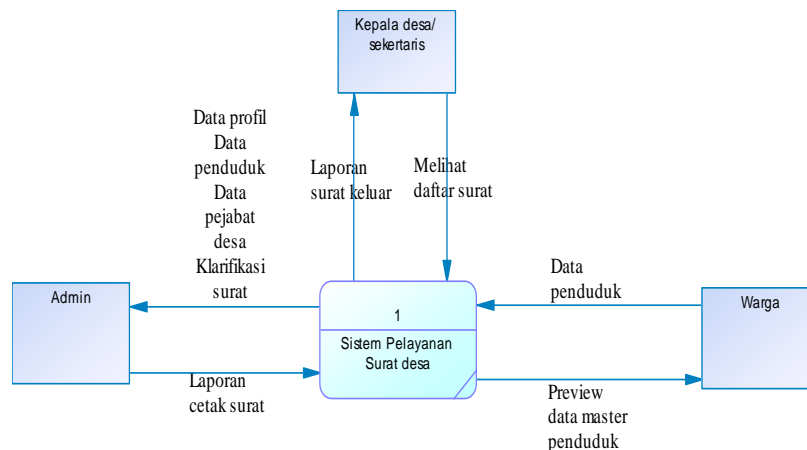 Kepala desa/
sekertaris
Data profil
Data
penduduk
Data
pejabat
desa
Klarifikasi
surat
Laporan
surat keluar
Melihat
daftar surat
Admin
1
Sistem Pelayanan
Surat desa
Data
penduduk
Warga
Laporan
cetak surat
Preview
data master
penduduk